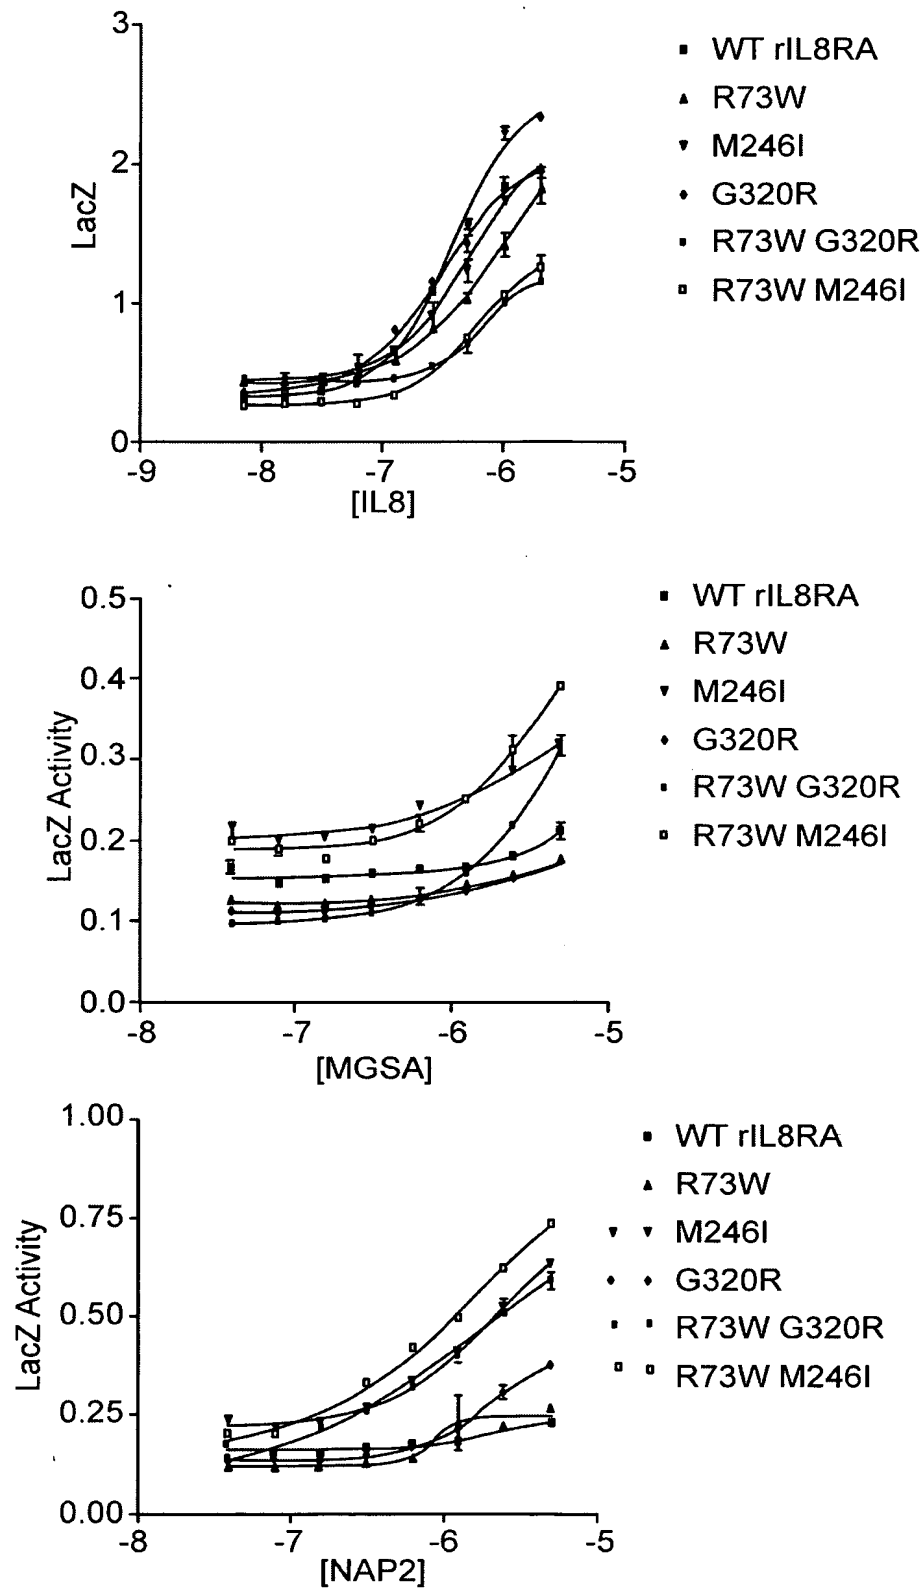 3
2
1
0
LacZ
-9
-8
-7
-6
-5
[IL8]
WT rIL8RA
R73W
M246I
G320R
R73W G320R
R73W M246I
0.5
0.4
0.3
0.2
0.1
0.0
LacZ Activity
-8
-7
-6
-5
[MGSA]
WT rIL8RA
R73W
M246I
G320R
R73W G320R
R73W M246I
1.00
0.75
0.50
0.25
0.00
LacZ Activity
-8
-7
-6
-5
[NAP2]
WT rIL8RA
R73W
M246I
G320R
R73W G320R
R73W M246I